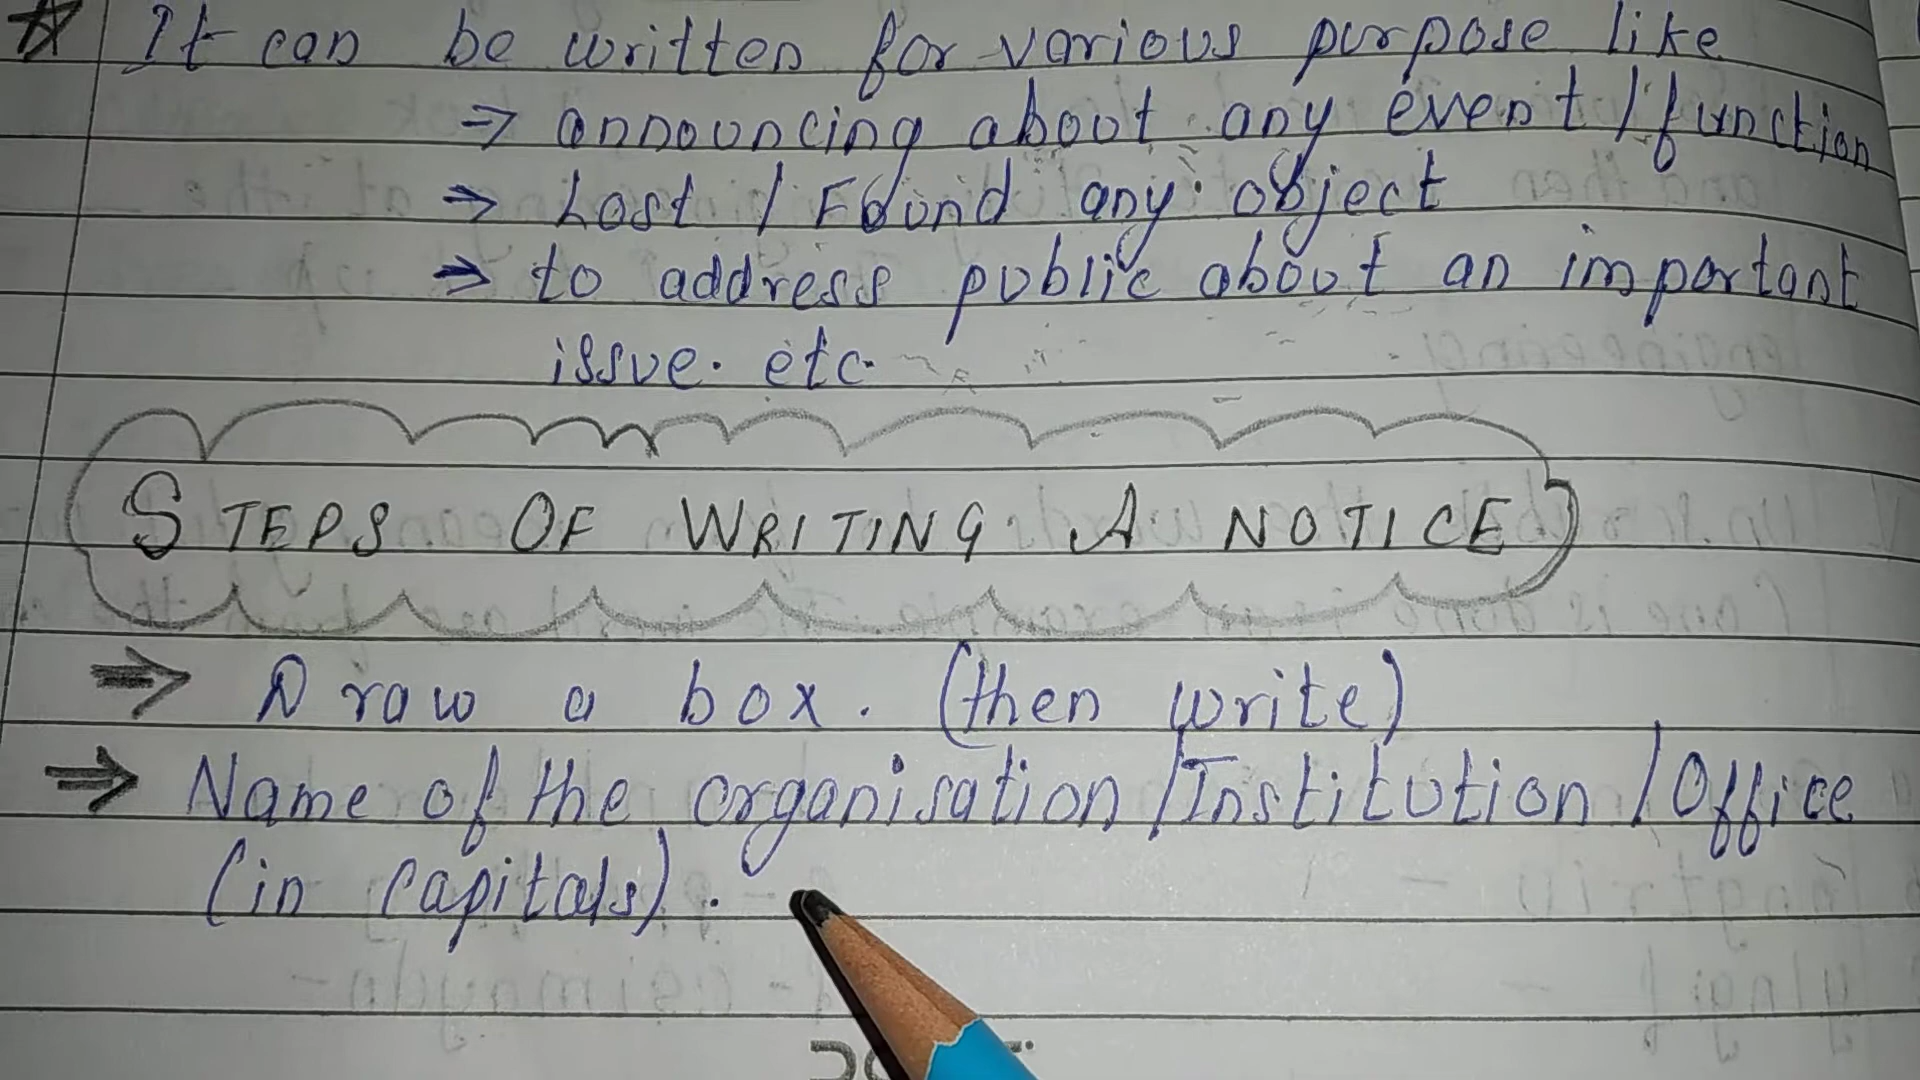 ☆ It can be written for various purpose like
⇒ announcing about any event / function
⇒ Lost / Found any object
⇒ to address public about an important
issue. etc.
STEPS OF WRITING A NOTICE
⇒ Draw a box. (then write)
⇒ Name of the organisation / Institution / Office
(in capitals).